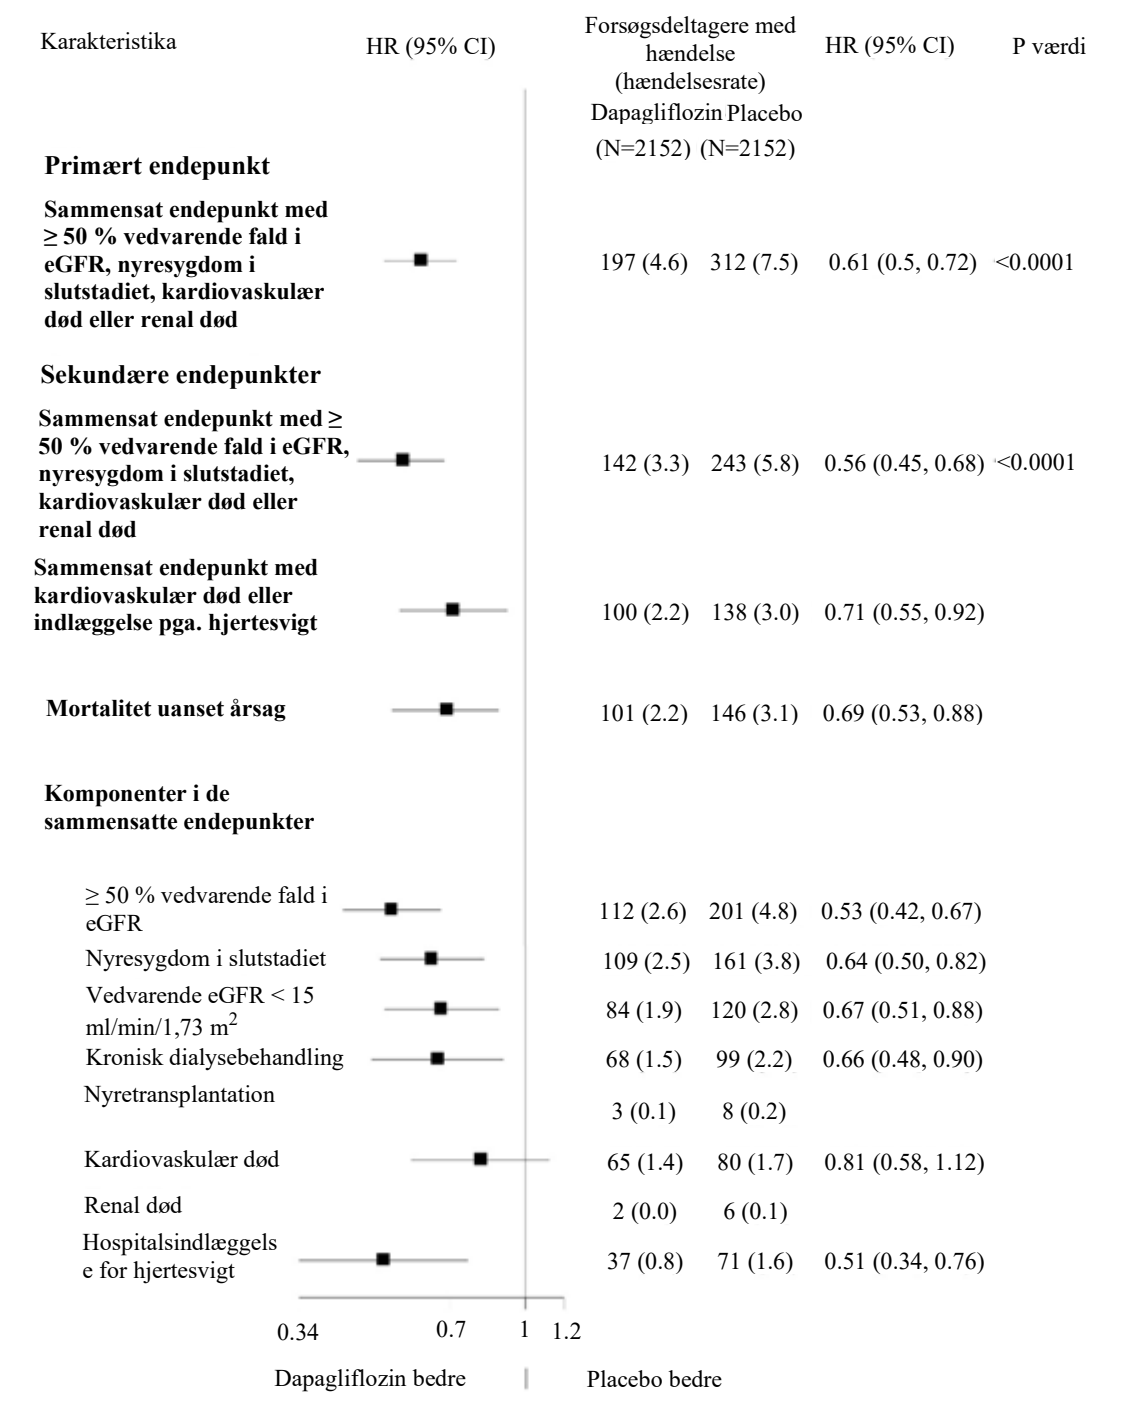 Karakteristika
HR (95% CI)
Forsøgsdeltagere med
hændelse
(hændelsesrate)
HR (95% CI)
P værdi
Dapagliflozin Placebo
(N=2152) (N=2152)
Primært endepunkt
Sammensat endepunkt med
≥ 50 % vedvarende fald i
eGFR, nyresygdom i
slutstadiet, kardiovaskulær
død eller renal død
197 (4.6) 312 (7.5) 0.61 (0.5, 0.72) <0.0001
Sekundære endepunkter
Sammensat endepunkt med ≥
50 % vedvarende fald i eGFR,
nyresygdom i slutstadiet,
kardiovaskulær død eller
renal død
142 (3.3) 243 (5.8) 0.56 (0.45, 0.68) <0.0001
Sammensat endepunkt med
kardiovaskulær død eller
indlæggelse pga. hjertesvigt
100 (2.2) 138 (3.0) 0.71 (0.55, 0.92)
Mortalitet uanset årsag
101 (2.2) 146 (3.1) 0.69 (0.53, 0.88)
Komponenter i de
sammensatte endepunkter
≥ 50 % vedvarende fald i
eGFR
112 (2.6) 201 (4.8) 0.53 (0.42, 0.67)
Nyresygdom i slutstadiet
109 (2.5) 161 (3.8) 0.64 (0.50, 0.82)
Vedvarende eGFR < 15
ml/min/1,73 m²
84 (1.9) 120 (2.8) 0.67 (0.51, 0.88)
Kronisk dialysebehandling
68 (1.5) 99 (2.2) 0.66 (0.48, 0.90)
Nyretransplantation
3 (0.1) 8 (0.2)
Kardiovaskulær død
65 (1.4) 80 (1.7) 0.81 (0.58, 1.12)
Renal død
2 (0.0) 6 (0.1)
Hospitalsindlæggels
e for hjertesvigt
37 (0.8) 71 (1.6) 0.51 (0.34, 0.76)
0.34 0.7 1 1.2
Dapagliflozin bedre | Placebo bedre